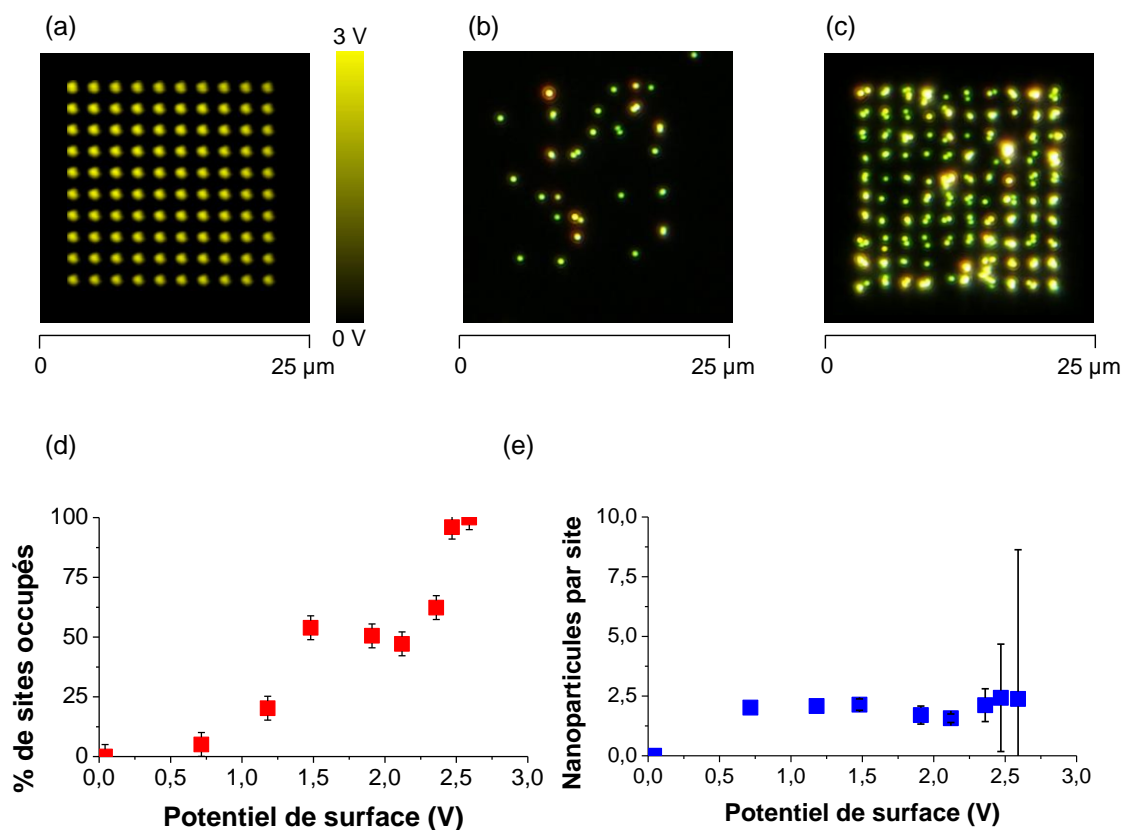 (a)
3 V
0 V
0 25 µm
(b)
0 25 µm
(c)
0 25 µm
(d)
100
75
50
25
0
0,0 0,5 1,0 1,5 2,0 2,5 3,0
% de sites occupés
Potentiel de surface (V)
(e)
10,0
7,5
5,0
2,5
0,0
0,0 0,5 1,0 1,5 2,0 2,5 3,0
Nanoparticules par site
Potentiel de surface (V)